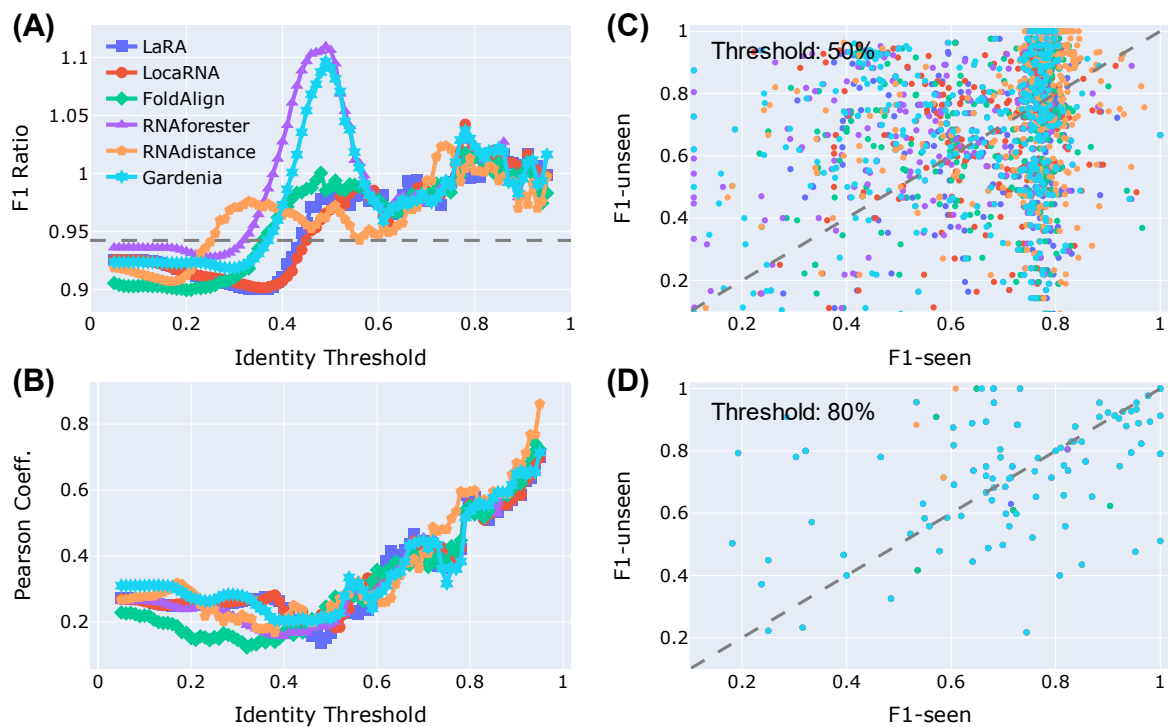 (A)
LaRA
LocaRNA
FoldAlign
RNAforester
RNAdistance
Gardenia
1.1
1.05
1
0.95
0.9
F1 Ratio
0
0.2
0.4
0.6
0.8
1
Identity Threshold
(C)
Threshold: 50%
1
0.8
0.6
0.4
0.2
F1-unseen
0.2
0.4
0.6
0.8
1
F1-seen
(B)
0.8
0.6
0.4
0.2
Pearson Coeff.
0
0.2
0.4
0.6
0.8
1
Identity Threshold
(D)
Threshold: 80%
1
0.8
0.6
0.4
0.2
F1-unseen
0.2
0.4
0.6
0.8
1
F1-seen